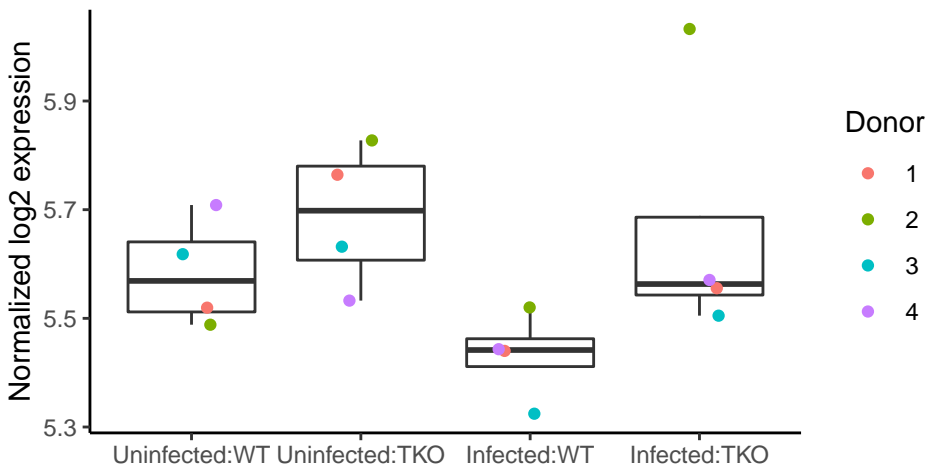 Normalized log2 expression
5.9
5.7
5.5
5.3
Uninfected:WT Uninfected:TKO Infected:WT Infected:TKO
Donor
1
2
3
4